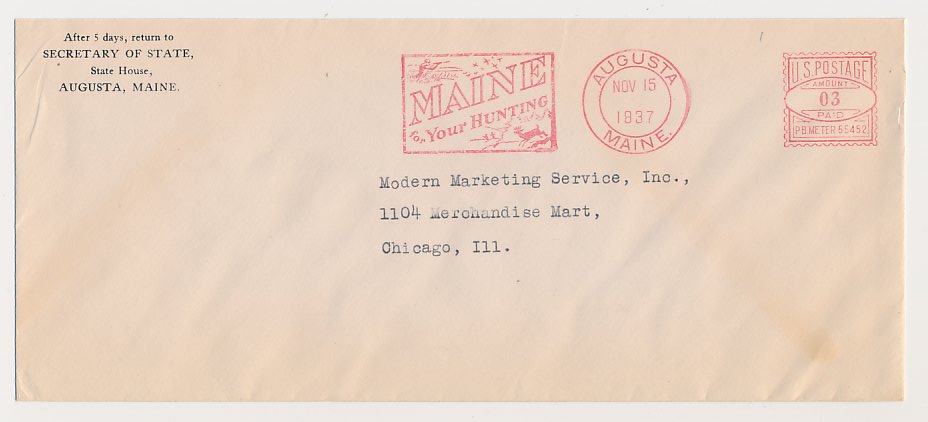 After 5 days, return to
SECRETARY OF STATE,
State House,
AUGUSTA, MAINE.
MAINE
For Your HUNTING
AUGUSTA
NOV 15
1937
MAINE.
U.S. POSTAGE
AMOUNT
03
PAID
P.B. METER 55452
Modern Marketing Service, Inc.,
1104 Merchandise Mart,
Chicago, Ill.